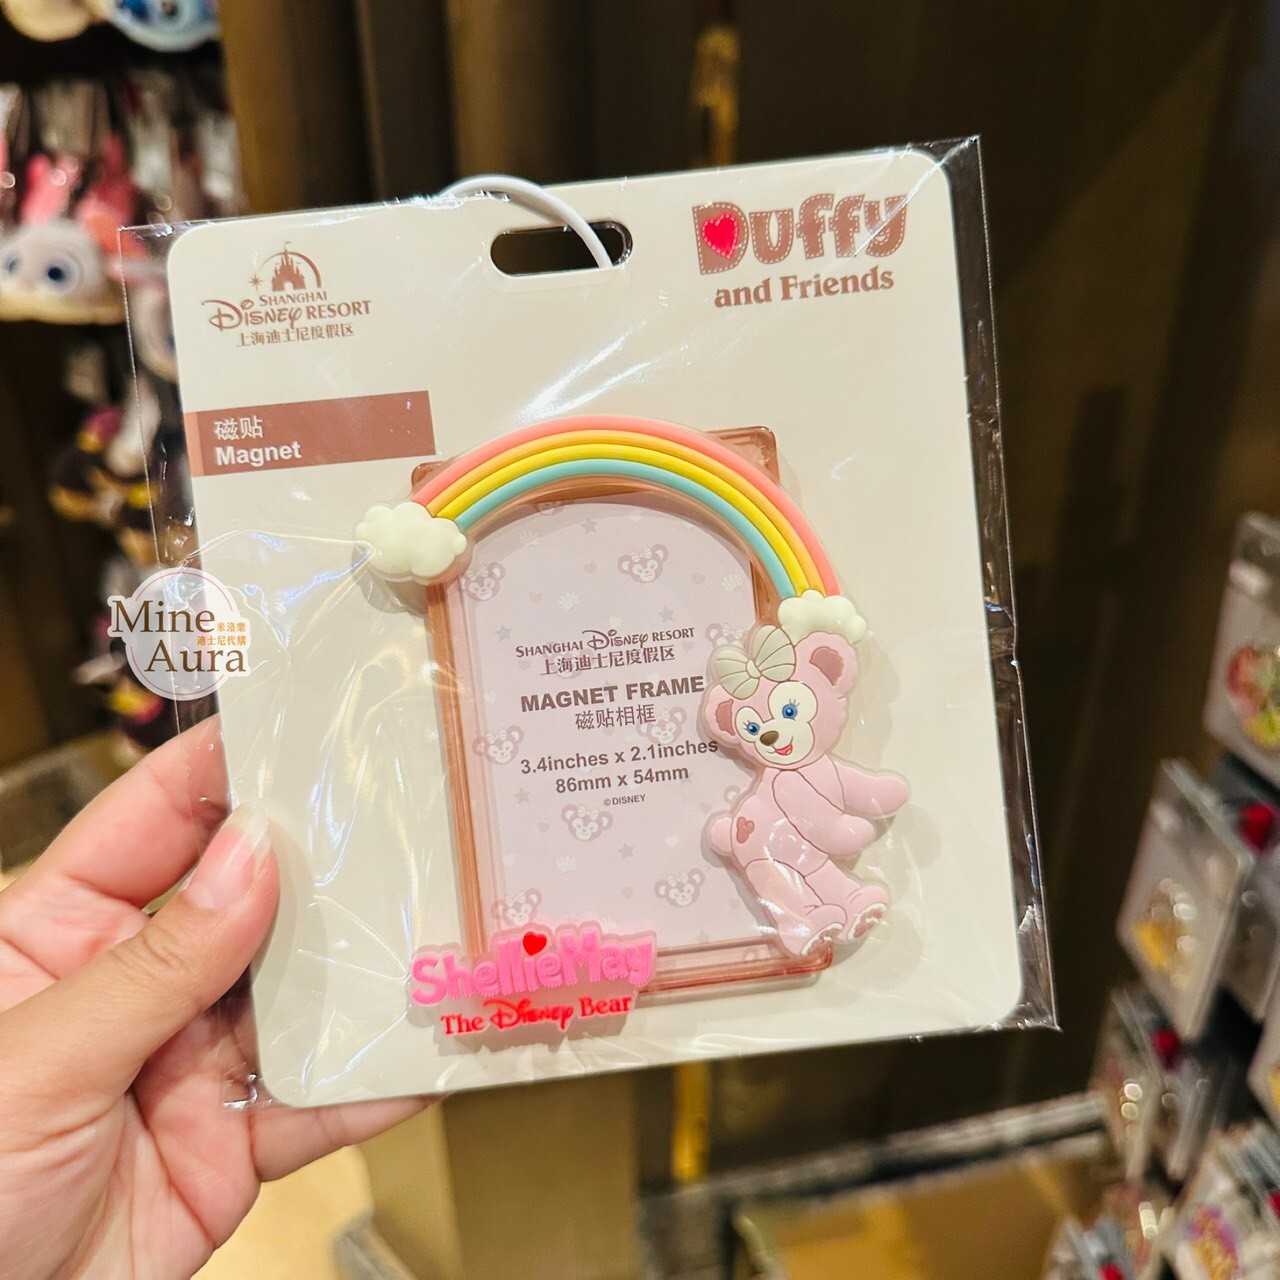 SHANGHAI
DISNEY RESORT
上海迪士尼度假区
Duffy
and Friends
磁贴
Magnet
SHANGHAI DISNEY RESORT
上海迪士尼度假区
MAGNET FRAME
磁贴相框
3.4inches x 2.1inches
86mm x 54mm
©DISNEY
ShellieMay
The Disney Bear
Mine
米洛衛
迪士尼代購
Aura